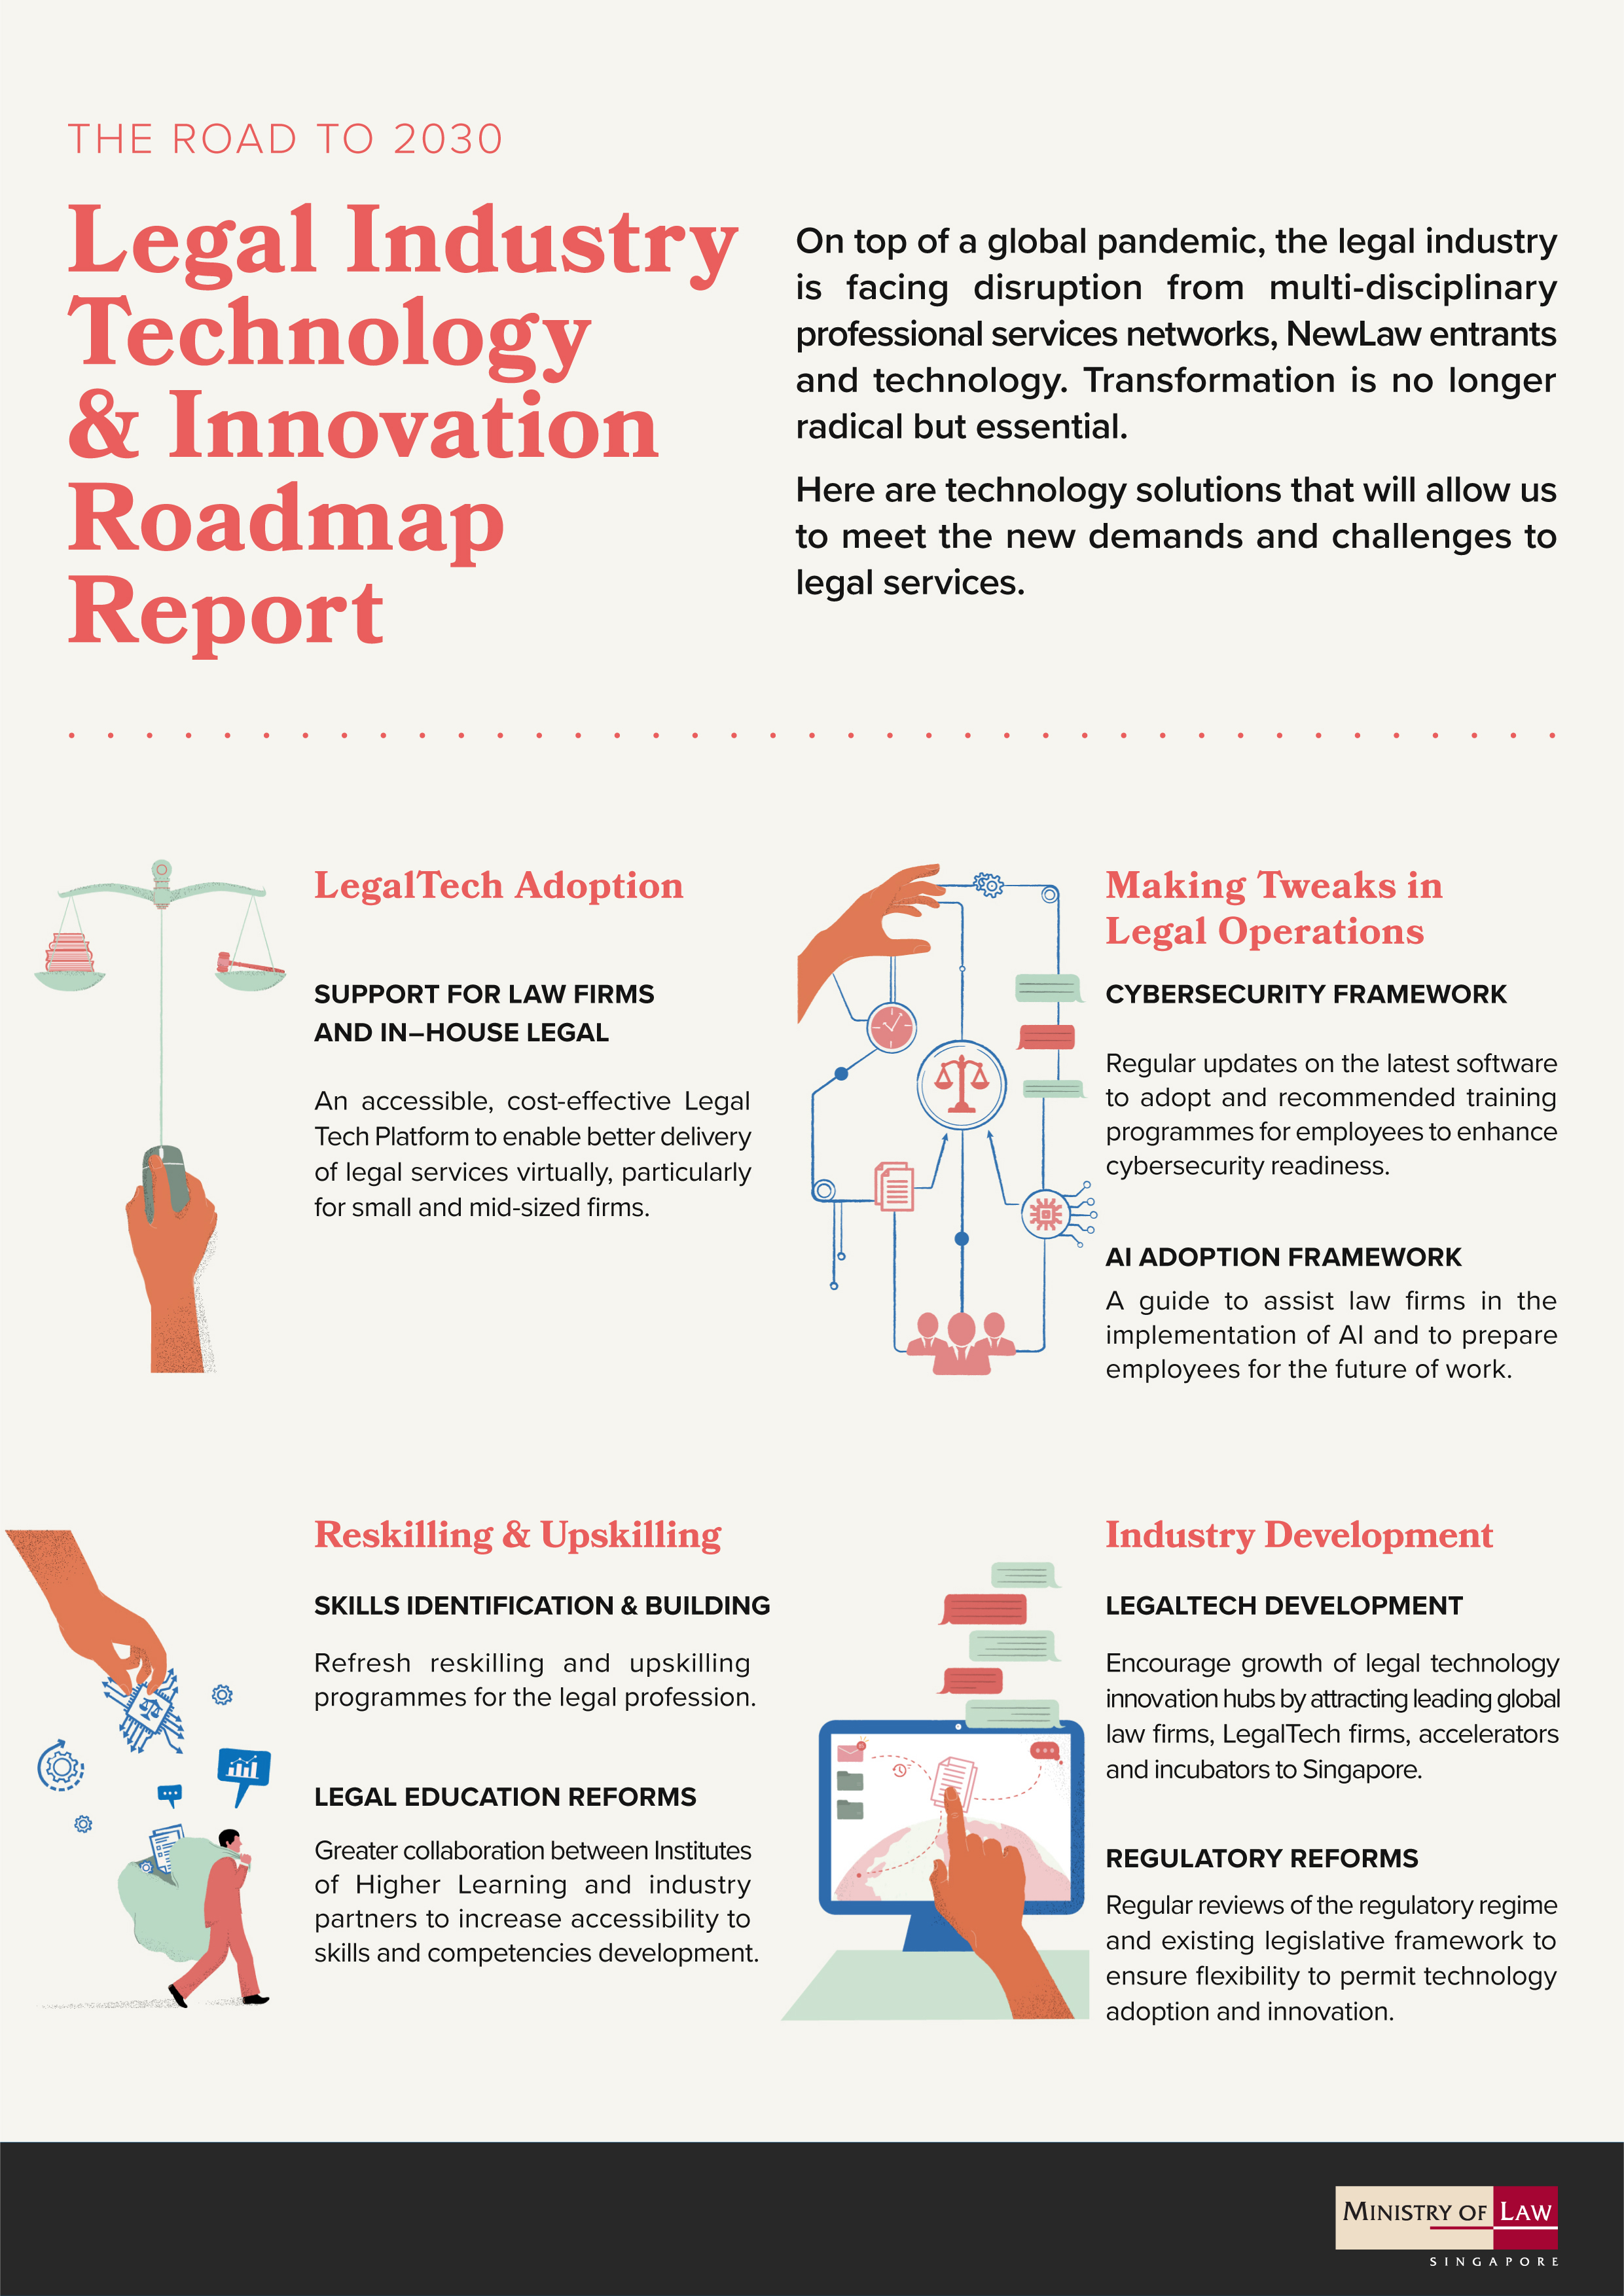 THE ROAD TO 2030
Legal Industry
Technology
& Innovation
Roadmap
Report
On top of a global pandemic, the legal industry
is facing disruption from multi-disciplinary
professional services networks, NewLaw entrants
and technology. Transformation is no longer
radical but essential.
Here are technology solutions that will allow us
to meet the new demands and challenges to
legal services.
LegalTech Adoption
SUPPORT FOR LAW FIRMS
AND IN–HOUSE LEGAL
An accessible, cost-effective Legal
Tech Platform to enable better delivery
of legal services virtually, particularly
for small and mid-sized firms.
Making Tweaks in
Legal Operations
CYBERSECURITY FRAMEWORK
Regular updates on the latest software
to adopt and recommended training
programmes for employees to enhance
cybersecurity readiness.
AI ADOPTION FRAMEWORK
A guide to assist law firms in the
implementation of AI and to prepare
employees for the future of work.
Reskilling & Upskilling
SKILLS IDENTIFICATION & BUILDING
Refresh reskilling and upskilling
programmes for the legal profession.
LEGAL EDUCATION REFORMS
Greater collaboration between Institutes
of Higher Learning and industry
partners to increase accessibility to
skills and competencies development.
Industry Development
LEGALTECH DEVELOPMENT
Encourage growth of legal technology
innovation hubs by attracting leading global
law firms, LegalTech firms, accelerators
and incubators to Singapore.
REGULATORY REFORMS
Regular reviews of the regulatory regime
and existing legislative framework to
ensure flexibility to permit technology
adoption and innovation.
MINISTRY OF LAW
SINGAPORE